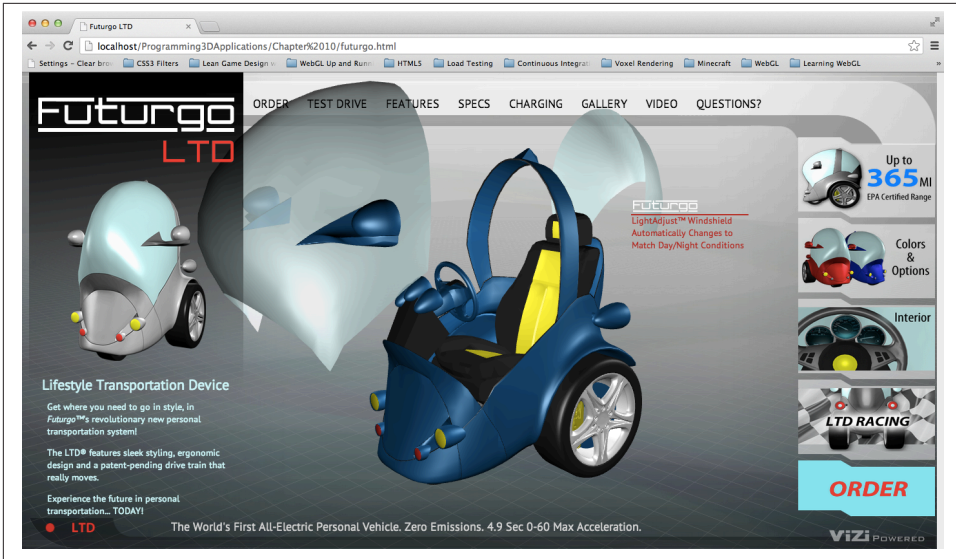 Futurgo LTD
localhost/Programming3DApplications/Chapter%2010/futurgo.html
Settings - Clear brow
CSS3 Filters
Lean Game Design
WebGL Up and Runn
HTML5
Load Testing
Continuous Integrat
Voxel Rendering
Minecraft
WebGL
Learning WebGL
»
Futurgo
LTD
ORDER TEST DRIVE FEATURES SPECS CHARGING GALLERY VIDEO QUESTIONS?
Futurgo
LightAdjust™ Windshield
Automatically Changes to
Match Day/Night Conditions
Up to
365 MI
EPA Certified Range
Colors
&
Options
Interior
LTD RACING
ORDER
Lifestyle Transportation Device
Get where you need to go in style, in
Futurgo™'s revolutionary new personal
transportation system!
The LTD® features sleek styling, ergonomic
design and a patent-pending drive train that
really moves.
Experience the future in personal
transportation... TODAY!
LTD
The World's First All-Electric Personal Vehicle. Zero Emissions. 4.9 Sec 0-60 Max Acceleration.
ViZi POWERED